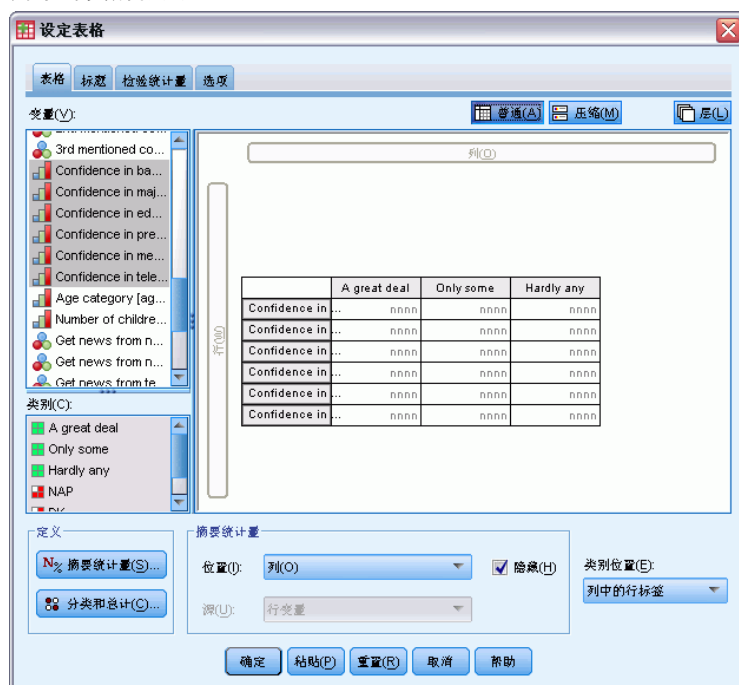 设定表格
表格 标题 检验统计量 选项
变量(V):
普通(A) 压缩(M) 层(L)
3rd mentioned co...
Confidence in ba...
Confidence in maj...
Confidence in ed...
Confidence in pre...
Confidence in me...
Confidence in tele...
Age category [ag...
Number of childre...
Get news from n...
Get news from n...
Get news from te
列(O)
行(W)
A great deal Only some Hardly any
Confidence in ... nnnn nnnn nnnn
Confidence in ... nnnn nnnn nnnn
Confidence in ... nnnn nnnn nnnn
Confidence in ... nnnn nnnn nnnn
Confidence in ... nnnn nnnn nnnn
Confidence in ... nnnn nnnn nnnn
类别(C):
A great deal
Only some
Hardly any
NAP
定义
N% 摘要统计量(S)...
分类和总计(C)...
摘要统计量
位置(I): 列(O) 隐藏(H)
源(U): 行变量
类别位置(E):
列中的行标签
确定 粘贴(P) 重置(R) 取消 帮助